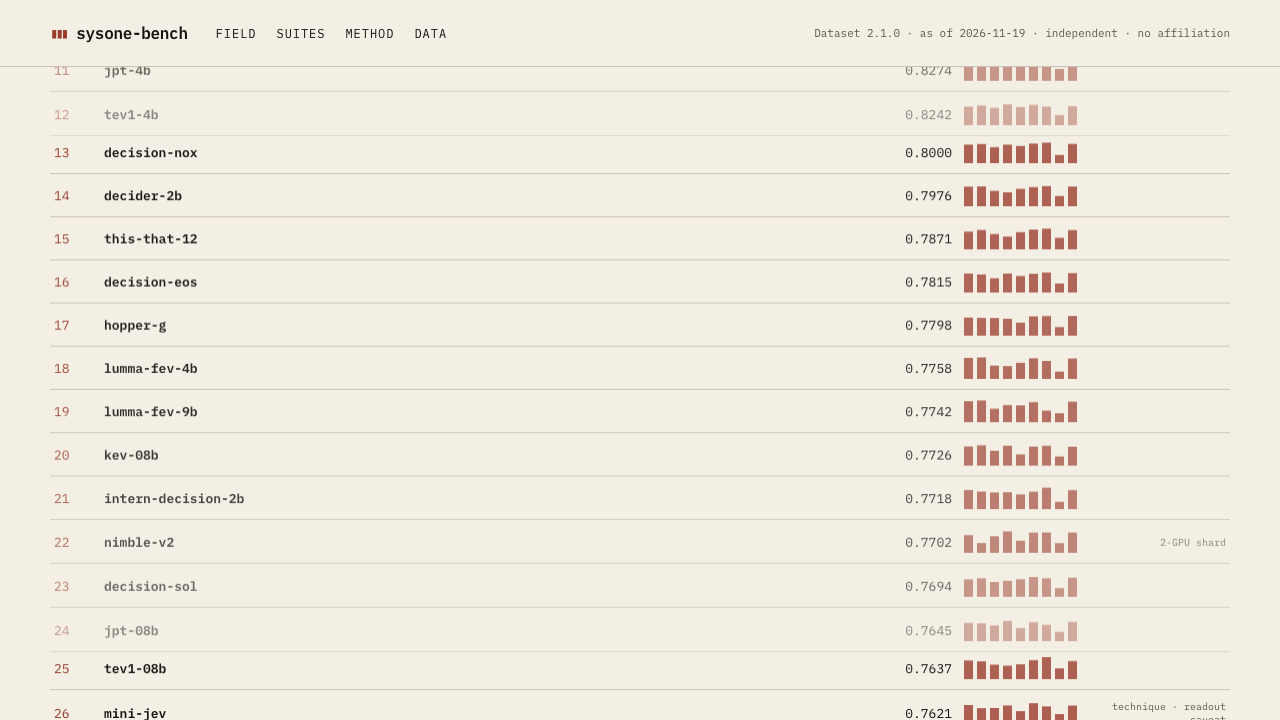 sysone-bench FIELD SUITES METHOD DATA Dataset 2.1.0 · as of 2026-11-19 · independent · no affiliation
11 jpt-4b 0.8274
12 tev1-4b 0.8242
13 decision-nox 0.8000
14 decider-2b 0.7976
15 this-that-12 0.7871
16 decision-eos 0.7815
17 hopper-g 0.7798
18 lumma-fev-4b 0.7758
19 lumma-fev-9b 0.7742
20 kev-08b 0.7726
21 intern-decision-2b 0.7718
22 nimble-v2 0.7702 2-GPU shard
23 decision-sol 0.7694
24 jpt-08b 0.7645
25 tev1-08b 0.7637
26 mini-jev 0.7621 technique · readout
caveat